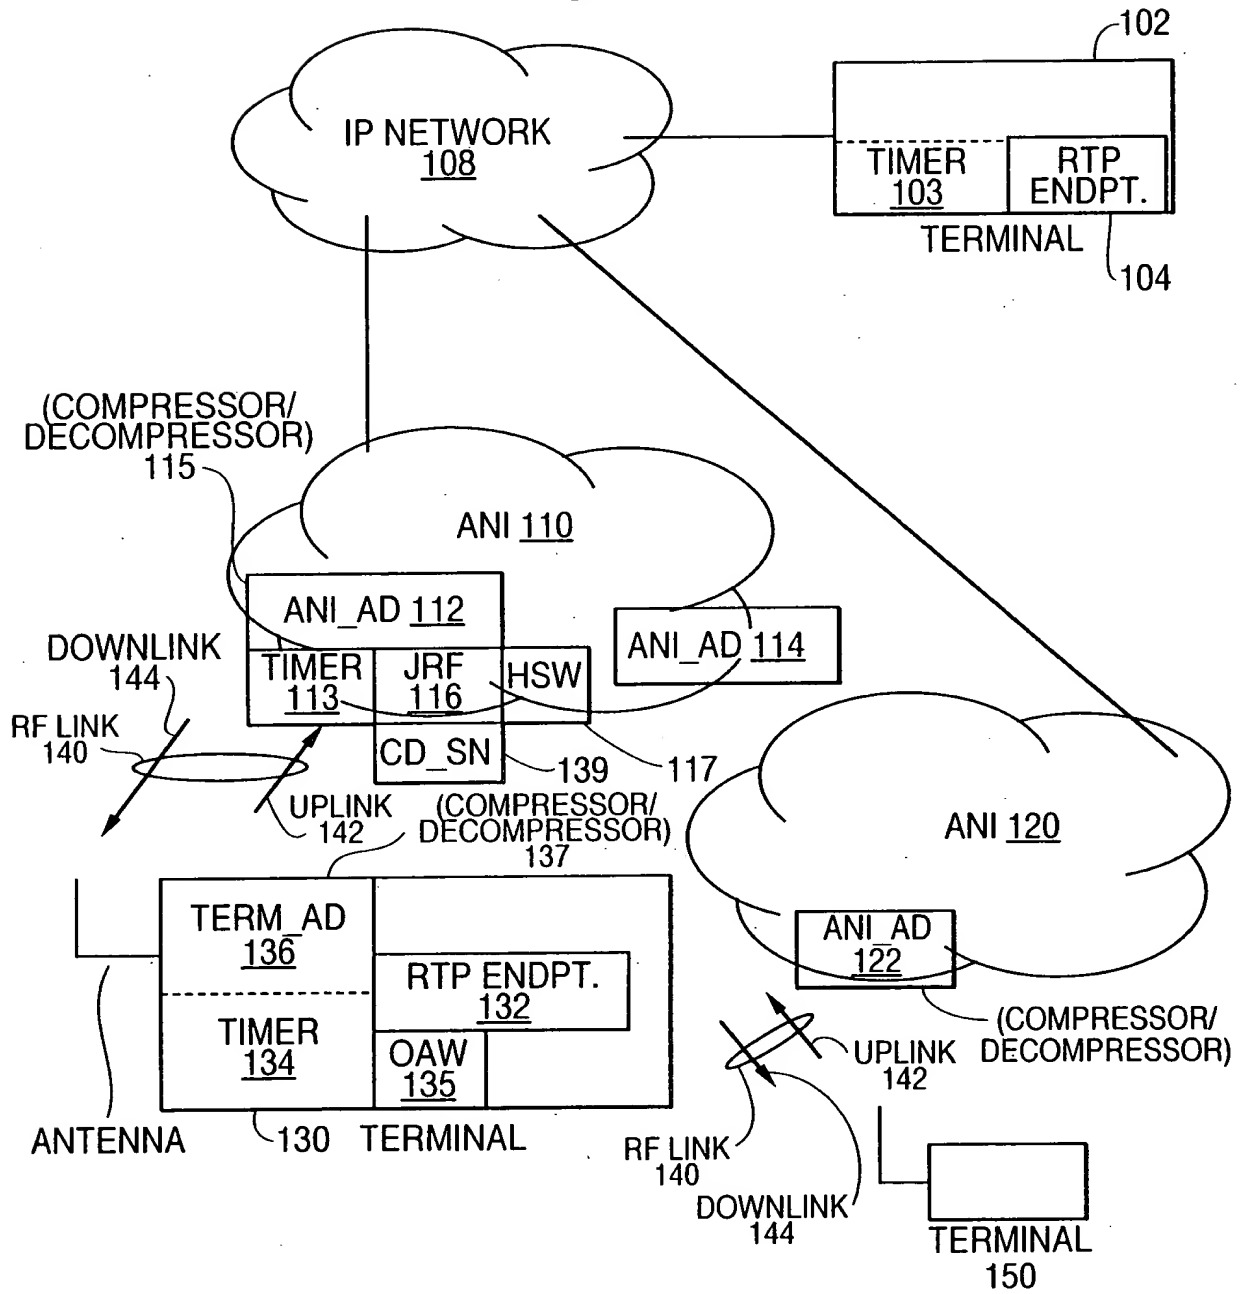 102
IP NETWORK
108
TIMER
103
RTP
ENDPT.
TERMINAL
104
(COMPRESSOR/
DECOMPRESSOR)
115
ANI 110
ANI_AD 112
ANI_AD 114
DOWNLINK
144
TIMER
113
JRF
116
HSW
RF LINK
140
CD_SN
139
117
UPLINK
142
(COMPRESSOR/
DECOMPRESSOR)
137
ANI 120
TERM_AD
136
ANI_AD
122
RTP ENDPT.
132
TIMER
134
OAW
135
(COMPRESSOR/
DECOMPRESSOR)
UPLINK
142
ANTENNA
130
TERMINAL
RF LINK
140
DOWNLINK
144
TERMINAL
150